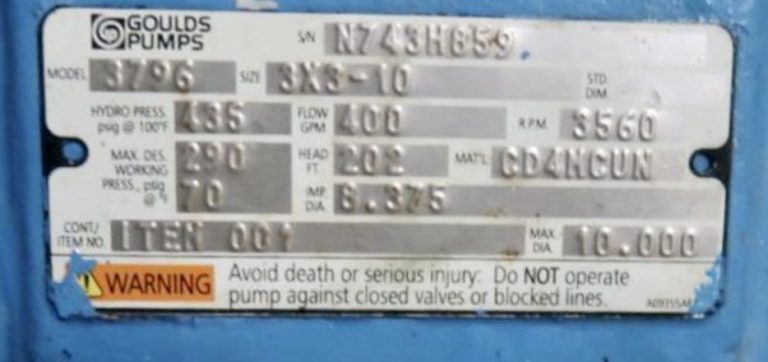 GOULDS PUMPS S/N N743H859
MODEL 3796 SIZE 3X3-10 STD. DIM.
HYDRO PRESS. psig @ 100°F 435 FLOW GPM 400 R.P.M. 3560
MAX. DES. WORKING PRESS., psig @ °F 290 70 HEAD FT. 202 MAT'L CD4MCUN
IMP DIA. 8.375
CONT./ ITEM NO. ITEM 001 MAX. DIA. 10.000
WARNING Avoid death or serious injury: Do NOT operate
pump against closed valves or blocked lines.